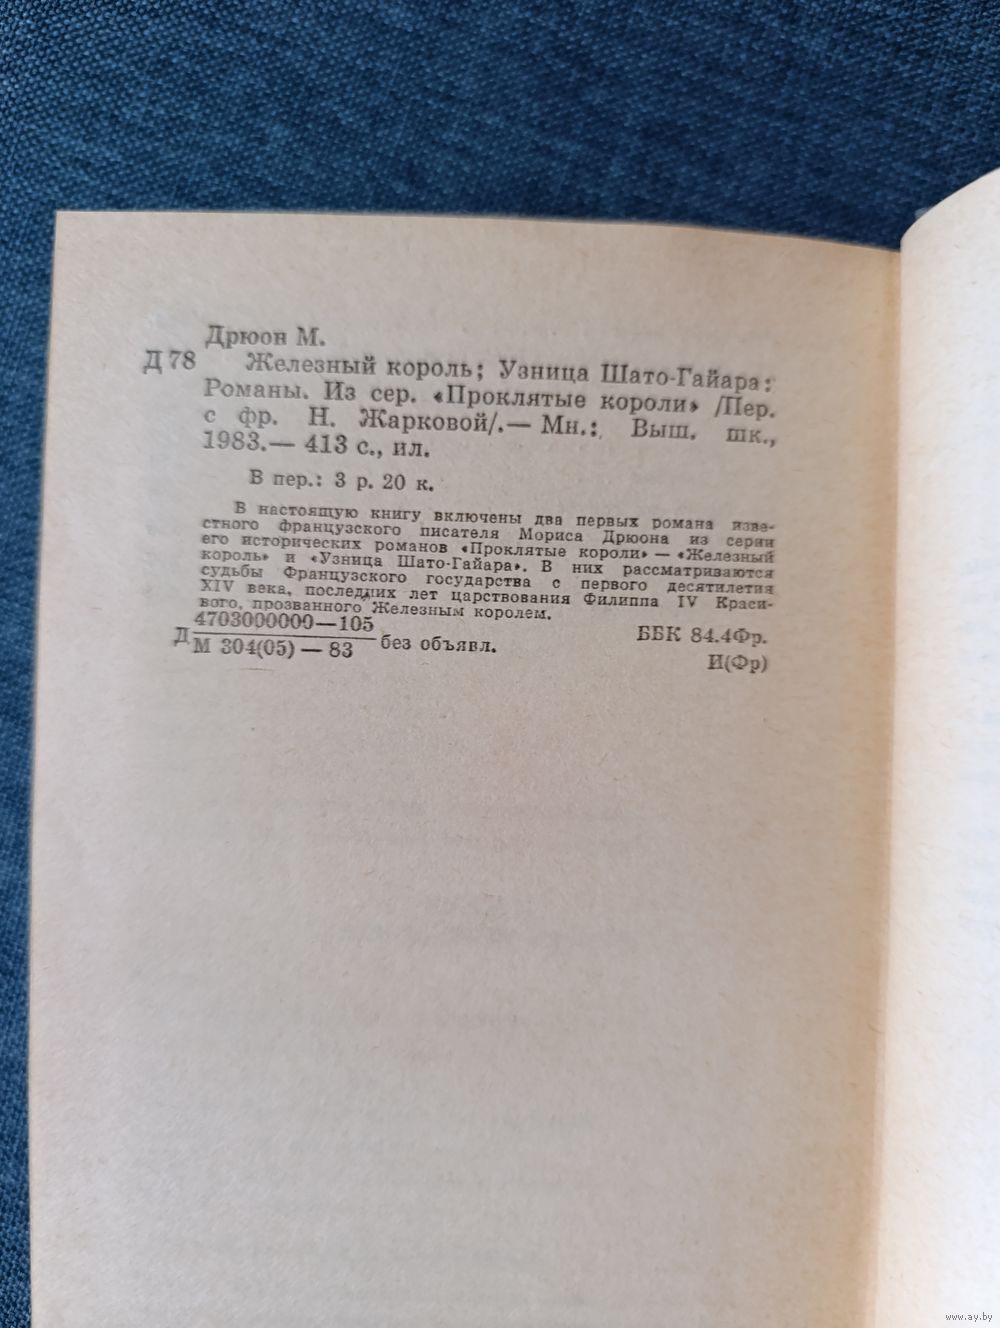 Дрюон М.
Д 78 Железный король; Узница Шато-Гайара:
Романы. Из сер. «Проклятые короли» /Пер.
с фр. Н. Жарковой/.— Мн.: Выш. шк.,
1983.— 413 с., ил.
В пер.: 3 р. 20 к.
В настоящую книгу включены два первых романа изве-
стного французского писателя Мориса Дрюона из серии
его исторических романов «Проклятые короли» — «Железный
король» и «Узница Шато-Гайара». В них рассматриваются
судьбы Французского государства с первого десятилетия
XIV века, последних лет царствования Филиппа IV Краси-
вого, прозванного Железным королем.
4703000000—105
Д М 304(05) — 83 без объявл.
ББК 84.4Фр.
И(Фр)
www.ay.by